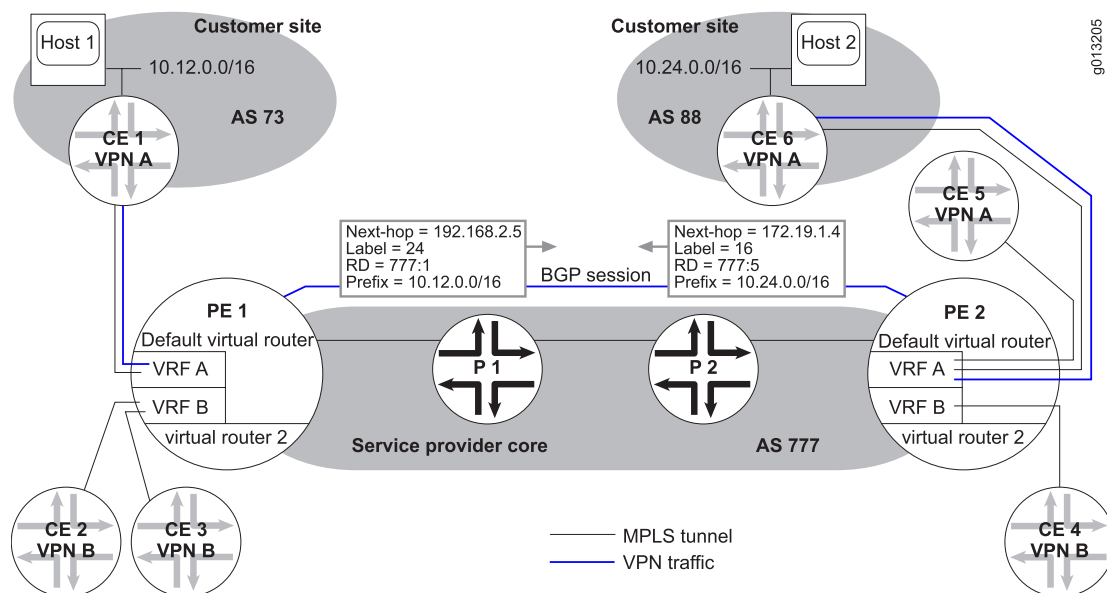 Host 1
Customer site
10.12.0.0/16
AS 73
CE 1
VPN A
Customer site
Host 2
10.24.0.0/16
AS 88
CE 6
VPN A
g013205
CE 5
VPN A
Next-hop = 192.168.2.5
Label = 24
RD = 777:1
Prefix = 10.12.0.0/16
BGP session
Next-hop = 172.19.1.4
Label = 16
RD = 777:5
Prefix = 10.24.0.0/16
PE 1
Default virtual router
VRF A
VRF B
virtual router 2
P 1
P 2
Service provider core
AS 777
PE 2
Default virtual router
VRF A
VRF B
virtual router 2
CE 2
VPN B
CE 3
VPN B
MPLS tunnel
VPN traffic
CE 4
VPN B